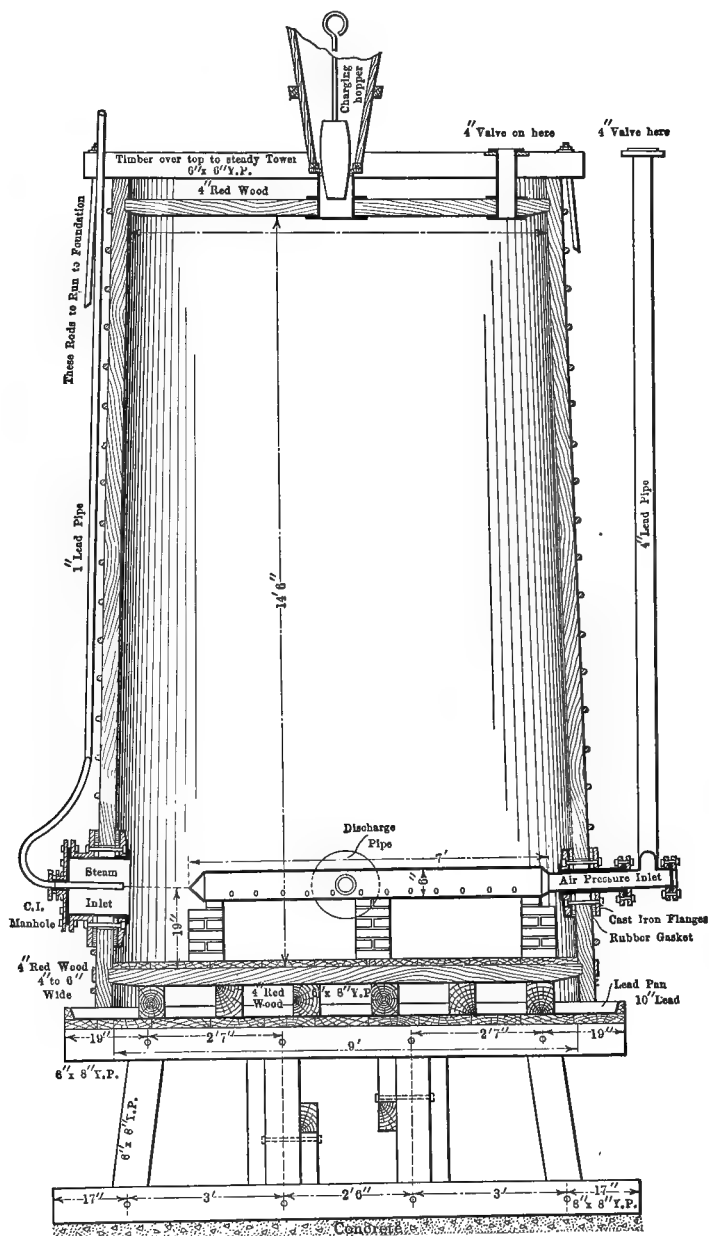 Charging
hopper
4" Valve on here
4" Valve here
Timber over top to steady Tower
6" x 6" Y.P.
4" Red Wood
These Rods to Run to Foundation
1" Lead Pipe
4" Lead Pipe
14' 6"
Discharge
Pipe
7'
6"
Steam
Inlet
Air Pressure Inlet
C.I.
Manhole
19"
Cast Iron Flanges
Rubber Gasket
4" Red Wood
4" to 6"
Wide
4" Red
Wood
x 8" Y.P
Lead Pan
10" Lead
19"
2' 7"
2' 7"
19"
9'
6" x 8" Y.P.
6" x 8" Y.P.
17"
3'
2' 6"
3'
17"
8" x 8" Y.P.
Concrete